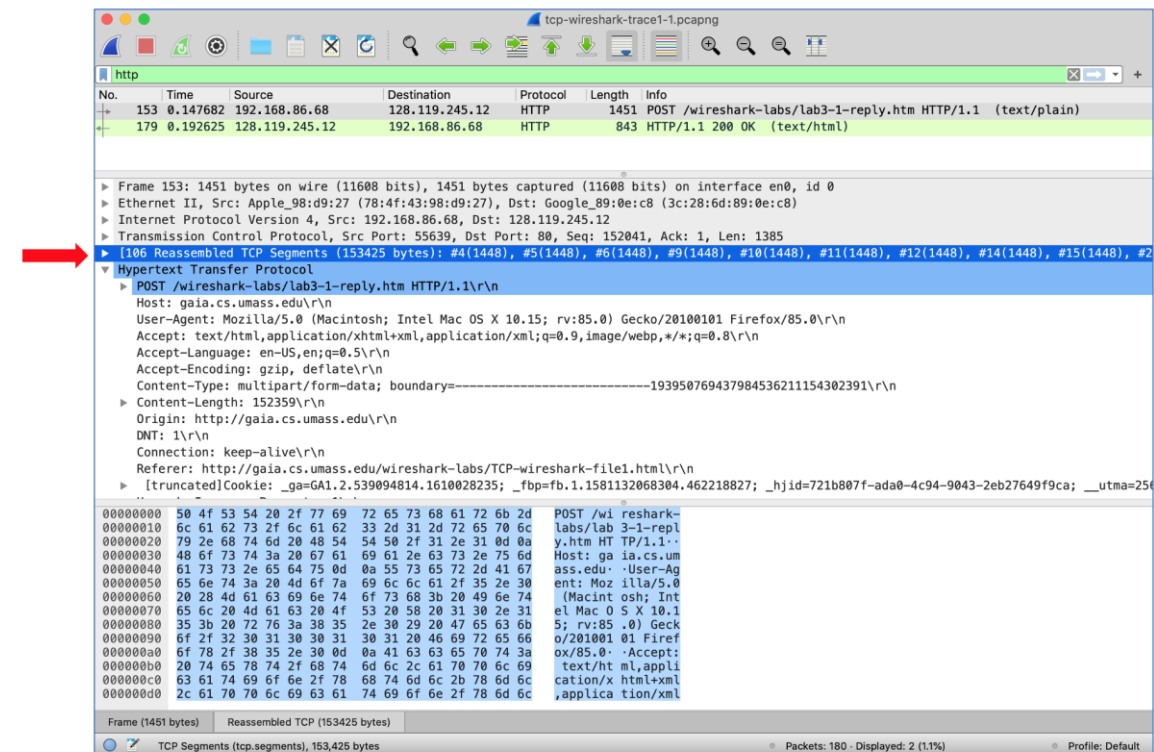 tcp-wireshark-trace1-1.pcapng
http
No. Time Source Destination Protocol Length Info
153 0.147682 192.168.86.68 128.119.245.12 HTTP 1451 POST /wireshark-labs/lab3-1-reply.htm HTTP/1.1 (text/plain)
179 0.192625 128.119.245.12 192.168.86.68 HTTP 843 HTTP/1.1 200 OK (text/html)
Frame 153: 1451 bytes on wire (11608 bits), 1451 bytes captured (11608 bits) on interface en0, id 0
Ethernet II, Src: Apple_98:d9:27 (78:4f:43:98:d9:27), Dst: Google_89:0e:c8 (3c:28:6d:89:0e:c8)
Internet Protocol Version 4, Src: 192.168.86.68, Dst: 128.119.245.12
Transmission Control Protocol, Src Port: 55639, Dst Port: 80, Seq: 152041, Ack: 1, Len: 1385
[106 Reassembled TCP Segments (153425 bytes): #4(1448), #5(1448), #6(1448), #9(1448), #10(1448), #11(1448), #12(1448), #14(1448), #15(1448), #2
Hypertext Transfer Protocol
POST /wireshark-labs/lab3-1-reply.htm HTTP/1.1\r\n
Host: gaia.cs.umass.edu\r\n
User-Agent: Mozilla/5.0 (Macintosh; Intel Mac OS X 10.15; rv:85.0) Gecko/20100101 Firefox/85.0\r\n
Accept: text/html,application/xhtml+xml,application/xml;q=0.9,image/webp,*/*;q=0.8\r\n
Accept-Language: en-US,en;q=0.5\r\n
Accept-Encoding: gzip, deflate\r\n
Content-Type: multipart/form-data; boundary=---------------------------193950769437984536211154302391\r\n
Content-Length: 152359\r\n
Origin: http://gaia.cs.umass.edu\r\n
DNT: 1\r\n
Connection: keep-alive\r\n
Referer: http://gaia.cs.umass.edu/wireshark-labs/TCP-wireshark-file1.html\r\n
[truncated]Cookie: _ga=GA1.2.539094814.1610028235; _fbp=fb.1.1581132068304.462218827; _hjid=721b807f-ada0-4c94-9043-2eb27649f9ca; __utma=256
00000000 50 4f 53 54 20 2f 77 69 72 65 73 68 61 72 6b 2d POST /wi reshark-
00000010 6c 61 62 73 2f 6c 61 62 33 2d 31 2d 72 65 70 6c labs/lab 3-1-repl
00000020 79 2e 68 74 6d 20 48 54 54 50 2f 31 2e 31 0d 0a y.htm HT TP/1.1··
00000030 48 6f 73 74 3a 20 67 61 69 61 2e 63 73 2e 75 6d Host: ga ia.cs.um
00000040 61 73 73 2e 65 64 75 0d 0a 55 73 65 72 2d 41 67 ass.edu· ·User-Ag
00000050 65 6e 74 3a 20 4d 6f 7a 69 6c 6c 61 2f 35 2e 30 ent: Moz illa/5.0
00000060 20 28 4d 61 63 69 6e 74 6f 73 68 3b 20 49 6e 74 (Macint osh; Int
00000070 65 6c 20 4d 61 63 20 4f 53 20 58 20 31 30 2e 31 el Mac O S X 10.1
00000080 35 3b 20 72 76 3a 38 35 2e 30 29 20 47 65 63 6b 5; rv:85 .0) Geck
00000090 6f 2f 32 30 31 30 30 31 30 31 20 46 69 72 65 66 o/201001 01 Firef
000000a0 6f 78 2f 38 35 2e 30 0d 0a 41 63 63 65 70 74 3a ox/85.0· ·Accept:
000000b0 20 74 65 78 74 2f 68 74 6d 6c 2c 61 70 70 6c 69 text/ht ml,appli
000000c0 63 61 74 69 6f 6e 2f 78 68 74 6d 6c 2b 78 6d 6c cation/x html+xml
000000d0 2c 61 70 70 6c 69 63 61 74 69 6f 6e 2f 78 6d 6c ,applica tion/xml
Frame (1451 bytes) Reassembled TCP (153425 bytes)
TCP Segments (tcp.segments), 153,425 bytes Packets: 180 · Displayed: 2 (1.1%) Profile: Default